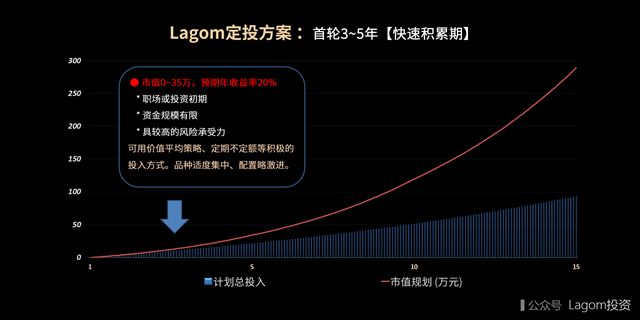 Lagom定投方案： 首轮3~5年【快速积累期】
300
250
200
150
100
50
0
● 市值0~35万，预期年收益率20%
* 职场或投资初期
* 资金规模有限
* 具较高的风险承受力
可用价值平均策略、定期不定额等积极的
投入方式。品种适度集中、配置略激进。
1 5 10 15
计划总投入 市值规划 (万元)
公众号 Lagom投资